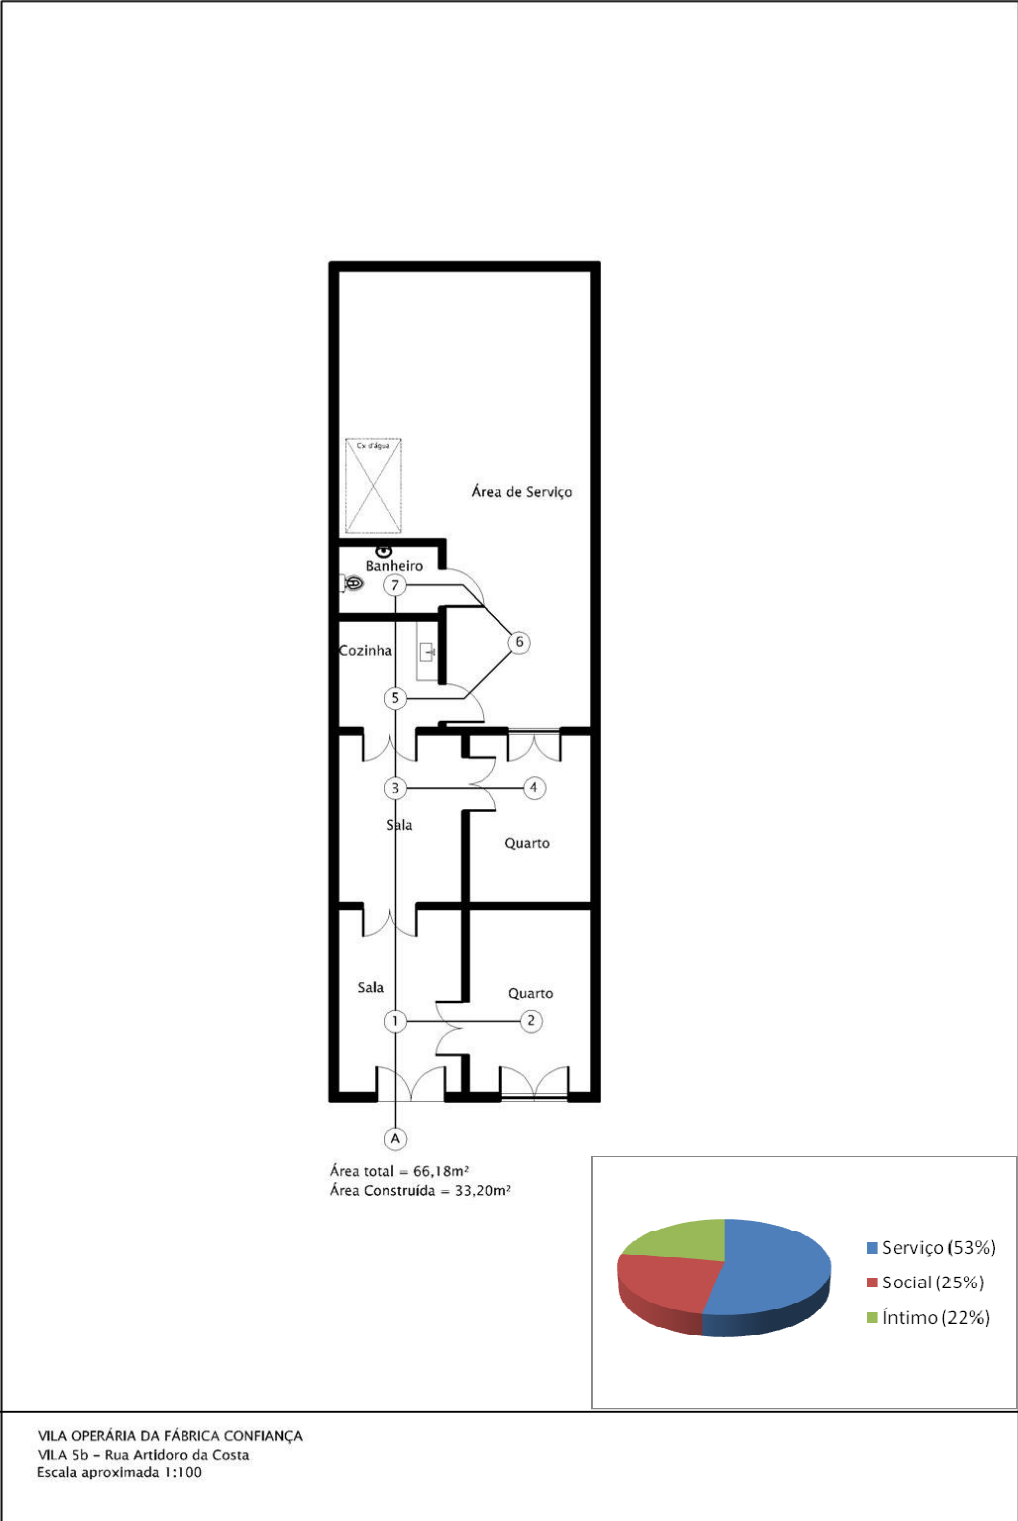 Cx d'água
Área de Serviço
Banheiro
7
6
Cozinha
5
3
4
Sala
Quarto
Sala
Quarto
1
2
A
Área total = 66,18m²
Área Construída = 33,20m²
Serviço (53%)
Social (25%)
Íntimo (22%)
VILA OPERÁRIA DA FÁBRICA CONFIANÇA
VILA 5b - Rua Artidoro da Costa
Escala aproximada 1:100